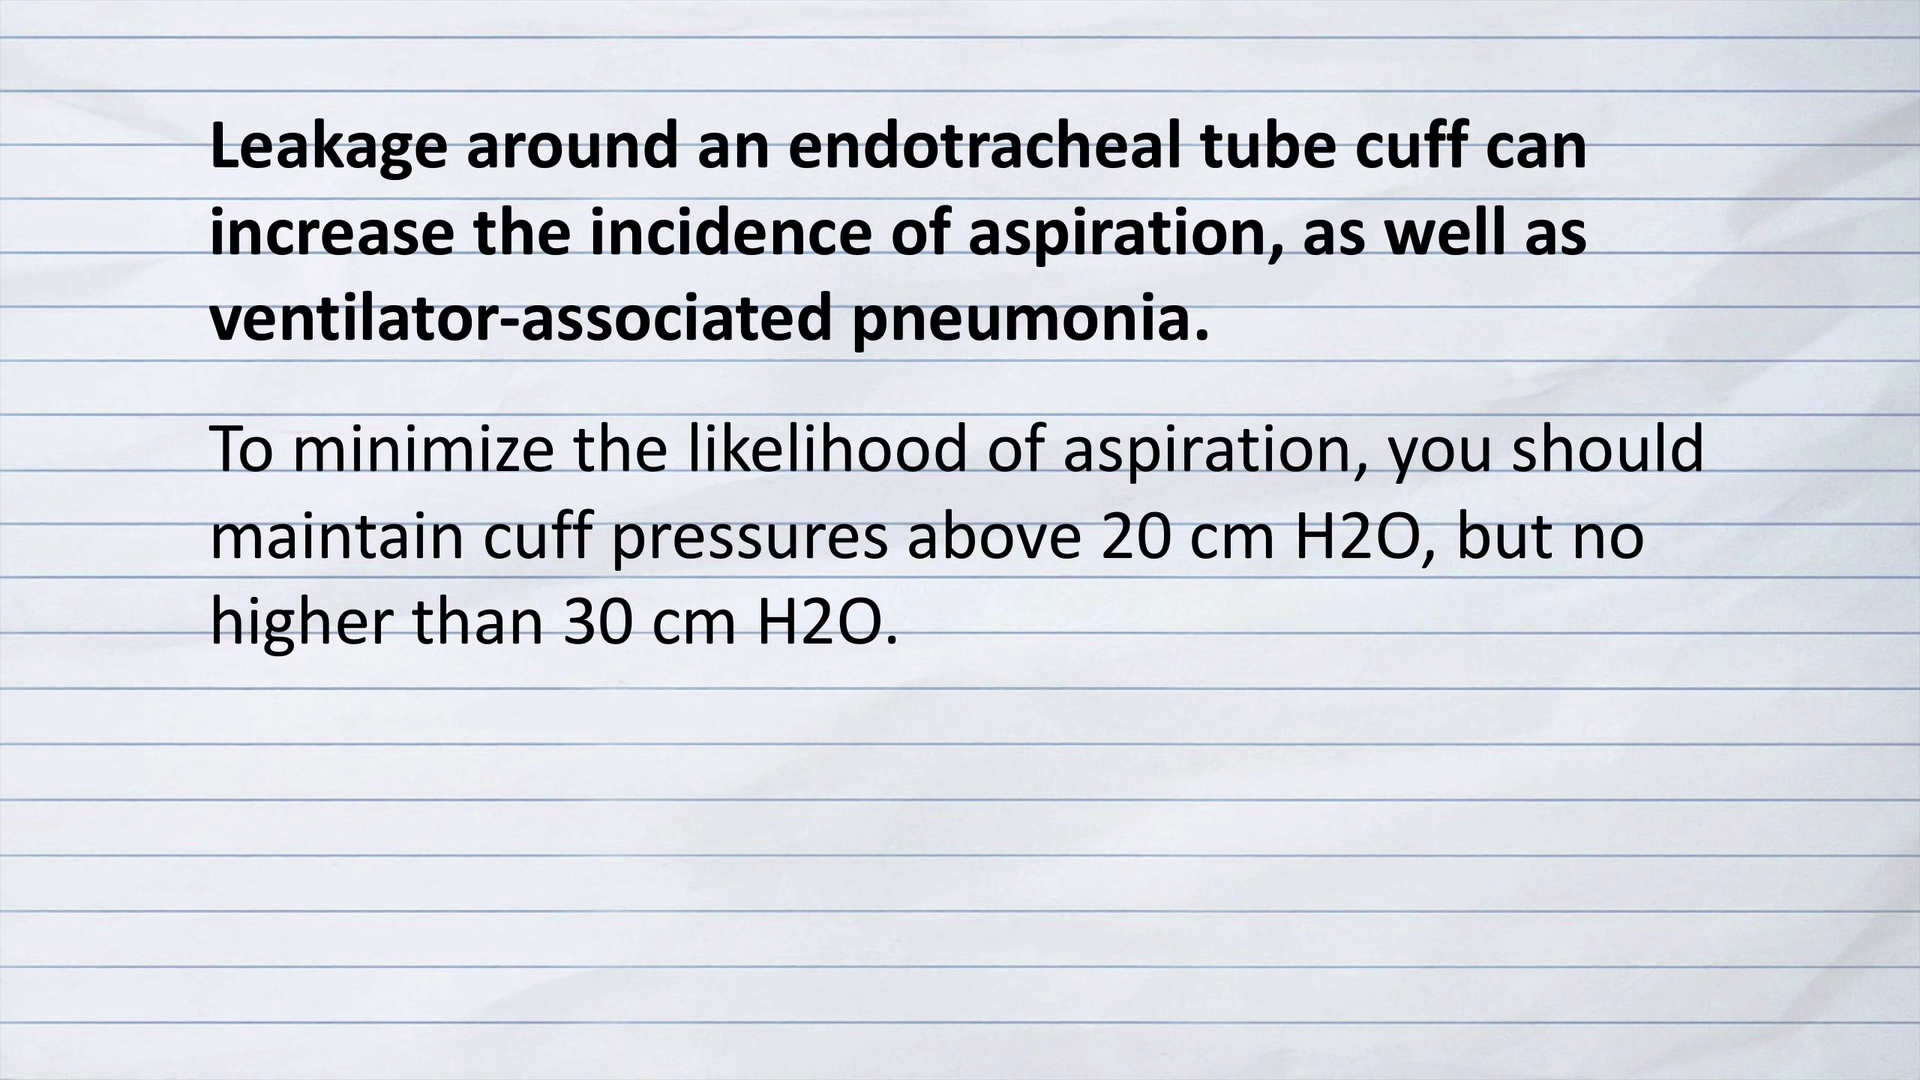 Leakage around an endotracheal tube cuff can
increase the incidence of aspiration, as well as
ventilator-associated pneumonia.
To minimize the likelihood of aspiration, you should
maintain cuff pressures above 20 cm H2O, but no
higher than 30 cm H2O.